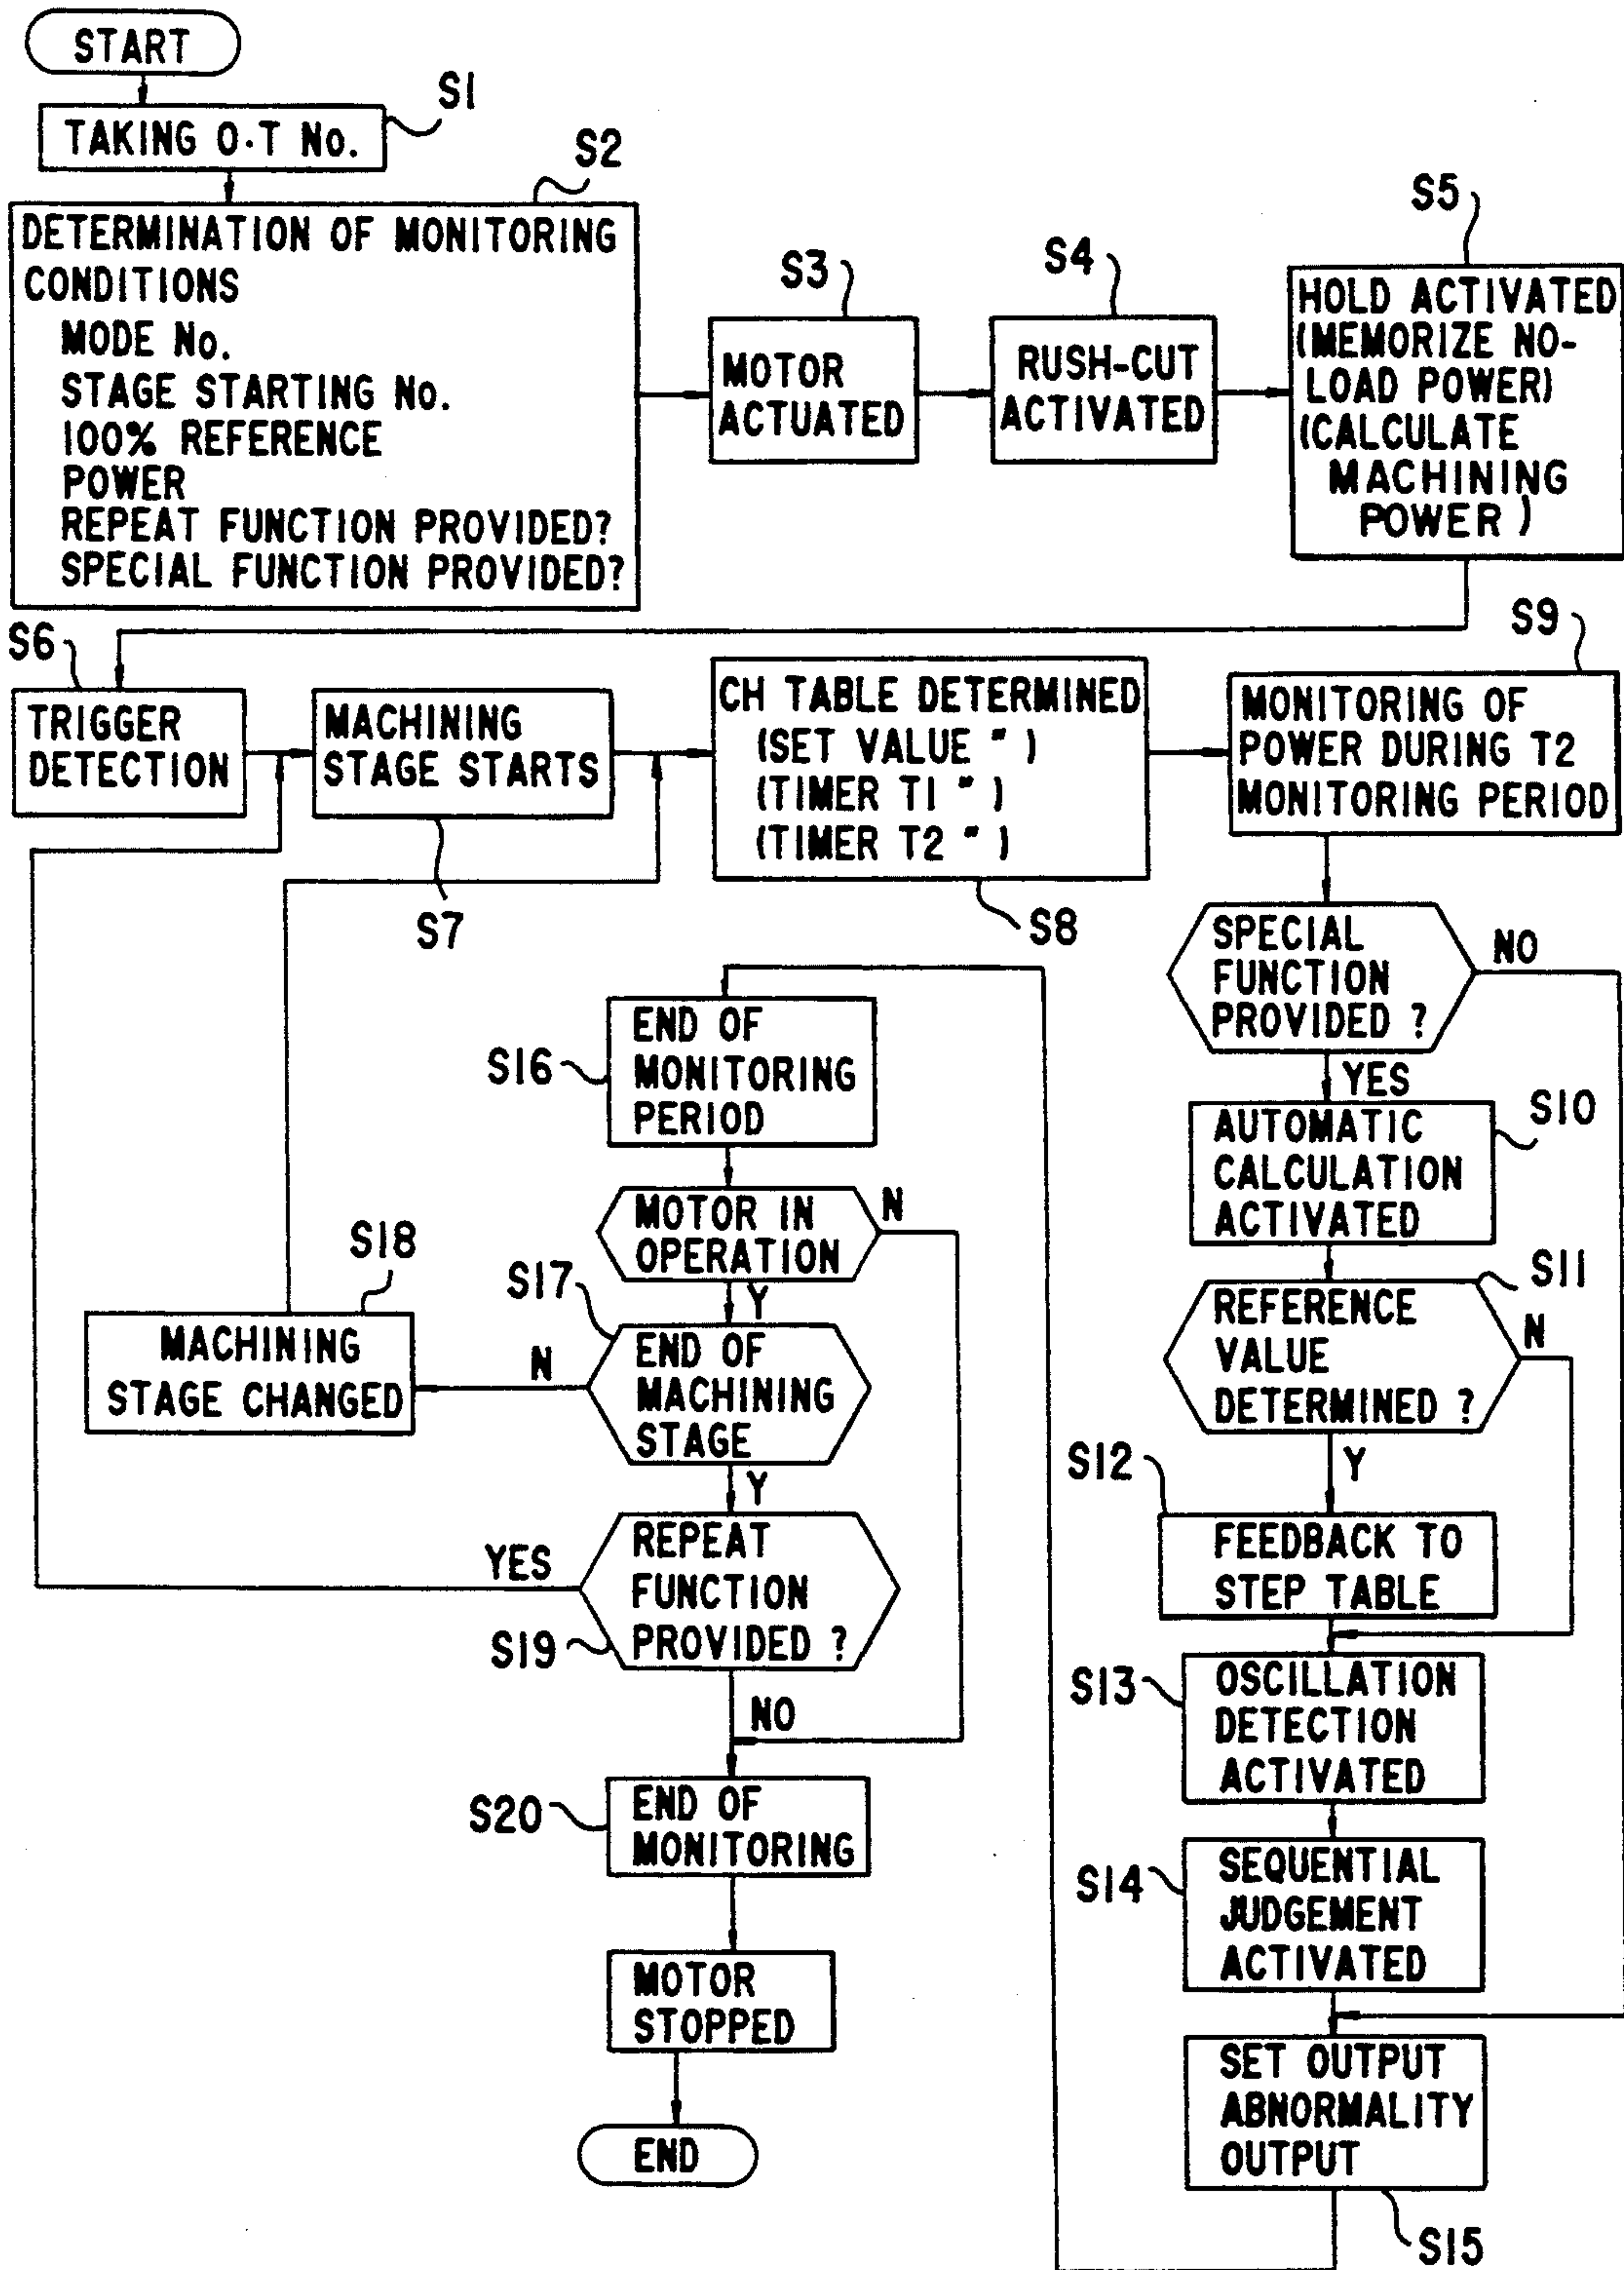 START
S1
TAKING O·T No.
S2
DETERMINATION OF MONITORING
CONDITIONS
MODE No.
STAGE STARTING No.
100% REFERENCE
POWER
REPEAT FUNCTION PROVIDED?
SPECIAL FUNCTION PROVIDED?
S3
MOTOR
ACTUATED
S4
RUSH-CUT
ACTIVATED
S5
HOLD ACTIVATED
(MEMORIZE NO-
LOAD POWER)
(CALCULATE
MACHINING
POWER )
S6
TRIGGER
DETECTION
MACHINING
STAGE STARTS
S7
CH TABLE DETERMINED
(SET VALUE " )
(TIMER T1 " )
(TIMER T2 " )
S8
S9
MONITORING OF
POWER DURING T2
MONITORING PERIOD
SPECIAL
FUNCTION
PROVIDED ?
NO
YES
S10
AUTOMATIC
CALCULATION
ACTIVATED
S11
REFERENCE
VALUE
DETERMINED ?
N
Y
S12
FEEDBACK TO
STEP TABLE
S13
OSCILLATION
DETECTION
ACTIVATED
S14
SEQUENTIAL
JUDGEMENT
ACTIVATED
SET OUTPUT
ABNORMALITY
OUTPUT
S15
S16
END OF
MONITORING
PERIOD
MOTOR IN
OPERATION
N
Y
S17
END OF
MACHINING
STAGE
N
S18
MACHINING
STAGE CHANGED
Y
REPEAT
FUNCTION
PROVIDED ?
YES
S19
NO
S20
END OF
MONITORING
MOTOR
STOPPED
END